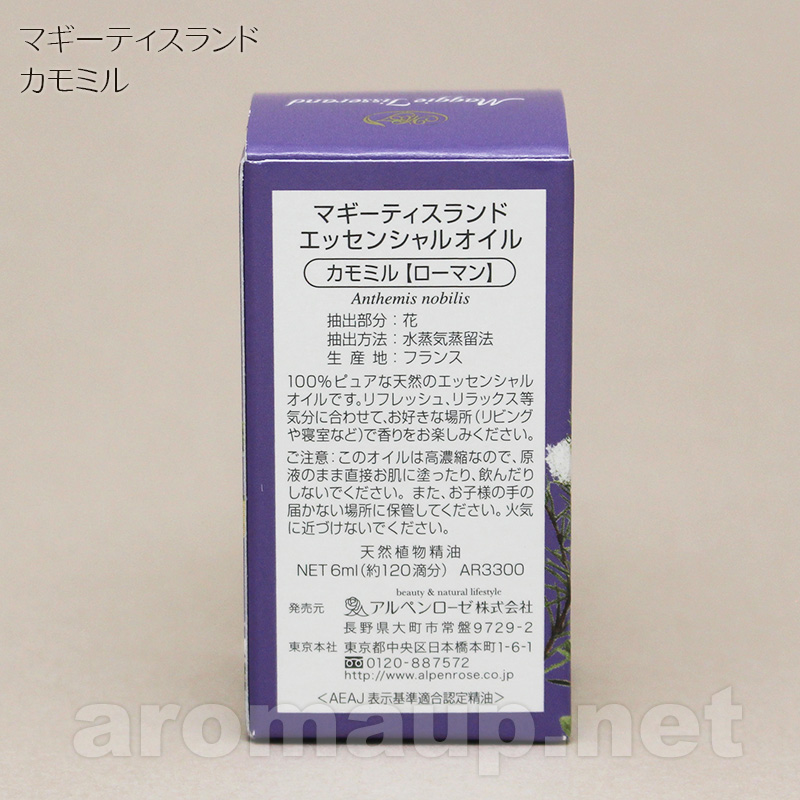 マギーティスランド
カモミル
Maggie Tisserand
マギーティスランド
エッセンシャルオイル
カモミル【ローマン】
Anthemis nobilis
抽出部分：花
抽出方法：水蒸気蒸留法
生産地：フランス
100%ピュアな天然のエッセンシャル
オイルです。リフレッシュ、リラックス等
気分に合わせて、お好きな場所（リビング
や寝室など）で香りをお楽しみください。
ご注意：このオイルは高濃縮なので、原
液のまま直接お肌に塗ったり、飲んだり
しないでください。また、お子様の手の
届かない場所に保管してください。火気
に近づけないでください。
天然植物精油
NET 6ml（約120滴分） AR3300
beauty & natural lifestyle
発売元 アルペンローゼ株式会社
長野県大町市常盤9729-2
東京本社 東京都中央区日本橋本町1-6-1
0120-887572
http://www.alpenrose.co.jp
〈AEAJ表示基準適合認定精油〉
aromaup.net